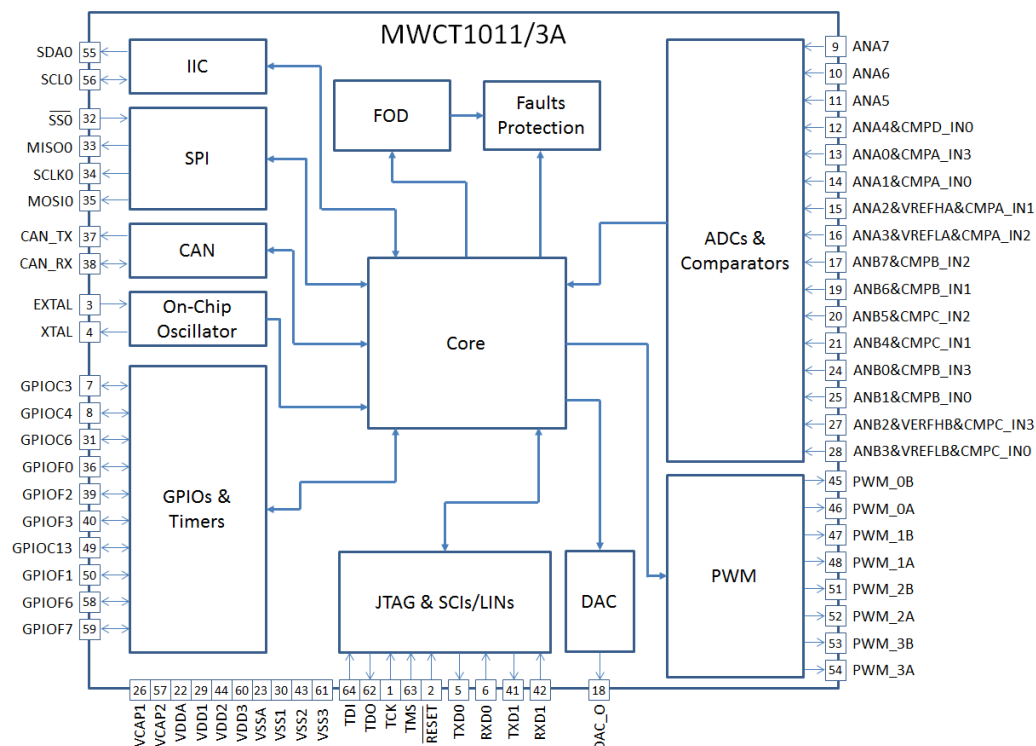 MWCT1011/3A
SDA0 55
SCL0 56
IIC
SS0 32
MISO0 33
SCLK0 34
MOSI0 35
SPI
CAN_TX 37
CAN_RX 38
CAN
EXTAL 3
XTAL 4
On-Chip
Oscillator
GPIOC3 7
GPIOC4 8
GPIOC6 31
GPIOF0 36
GPIOF2 39
GPIOF3 40
GPIOC13 49
GPIOF1 50
GPIOF6 58
GPIOF7 59
GPIOs &
Timers
FOD
Faults
Protection
Core
JTAG & SCIs/LINs
DAC
ADCs &
Comparators
PWM
9 ANA7
10 ANA6
11 ANA5
12 ANA4&CMPD_IN0
13 ANA0&CMPA_IN3
14 ANA1&CMPA_IN0
15 ANA2&VREFHA&CMPA_IN1
16 ANA3&VREFLA&CMPA_IN2
17 ANB7&CMPB_IN2
19 ANB6&CMPB_IN1
20 ANB5&CMPC_IN2
21 ANB4&CMPC_IN1
24 ANB0&CMPB_IN3
25 ANB1&CMPB_IN0
27 ANB2&VERFHB&CMPC_IN3
28 ANB3&VREFLB&CMPC_IN0
45 PWM_0B
46 PWM_0A
47 PWM_1B
48 PWM_1A
51 PWM_2B
52 PWM_2A
53 PWM_3B
54 PWM_3A
26 VCAP1
57 VCAP2
22 VDDA
29 VDD1
44 VDD2
60 VDD3
23 VSSA
30 VSS1
43 VSS2
61 VSS3
64 TDI
62 TDO
1 TCK
63 TMS
2 RESET
5 TXD0
6 RXD0
41 TXD1
42 RXD1
18 DAC_O